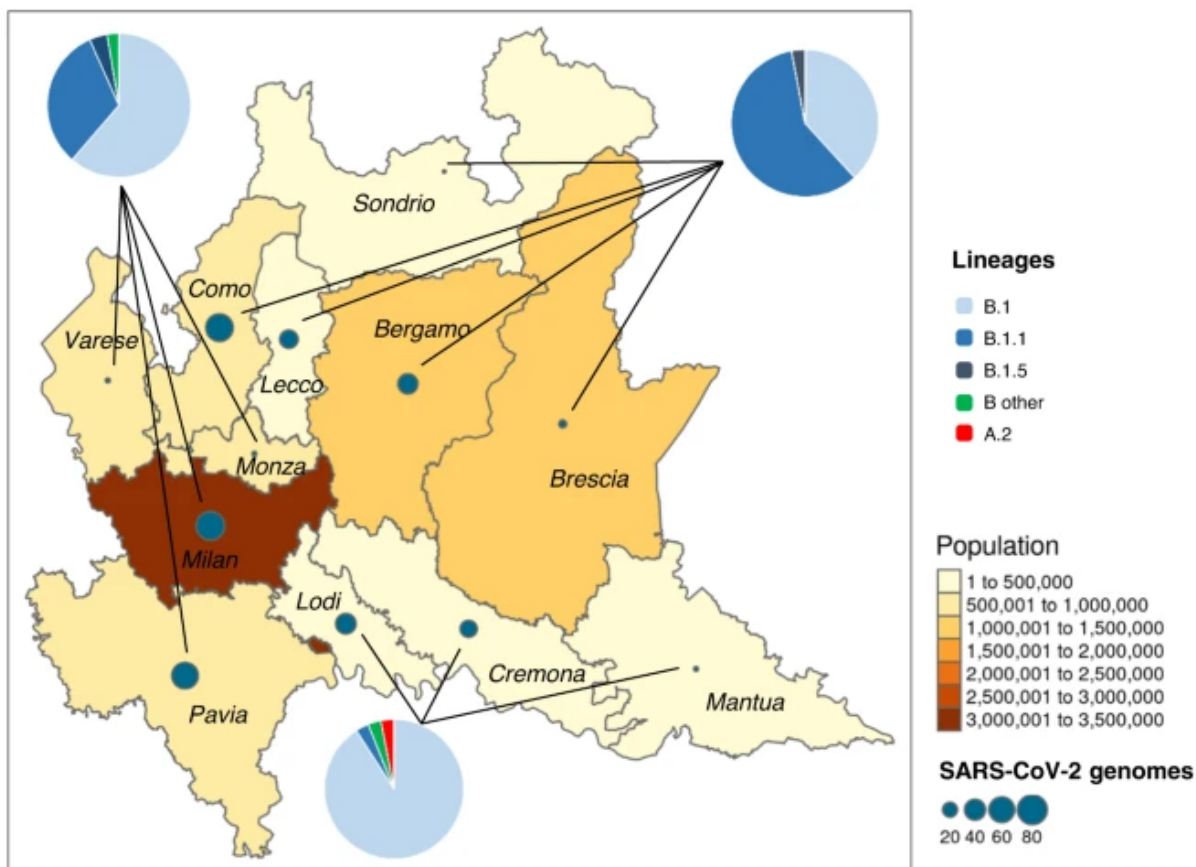 Sondrio
Como
Varese
Bergamo
Lecco
Monza
Brescia
Milan
Lodi
Cremona
Mantua
Pavia
Lineages
B.1
B.1.1
B.1.5
B other
A.2
Population
1 to 500,000
500,001 to 1,000,000
1,000,001 to 1,500,000
1,500,001 to 2,000,000
2,000,001 to 2,500,000
2,500,001 to 3,000,000
3,000,001 to 3,500,000
SARS-CoV-2 genomes
20 40 60 80